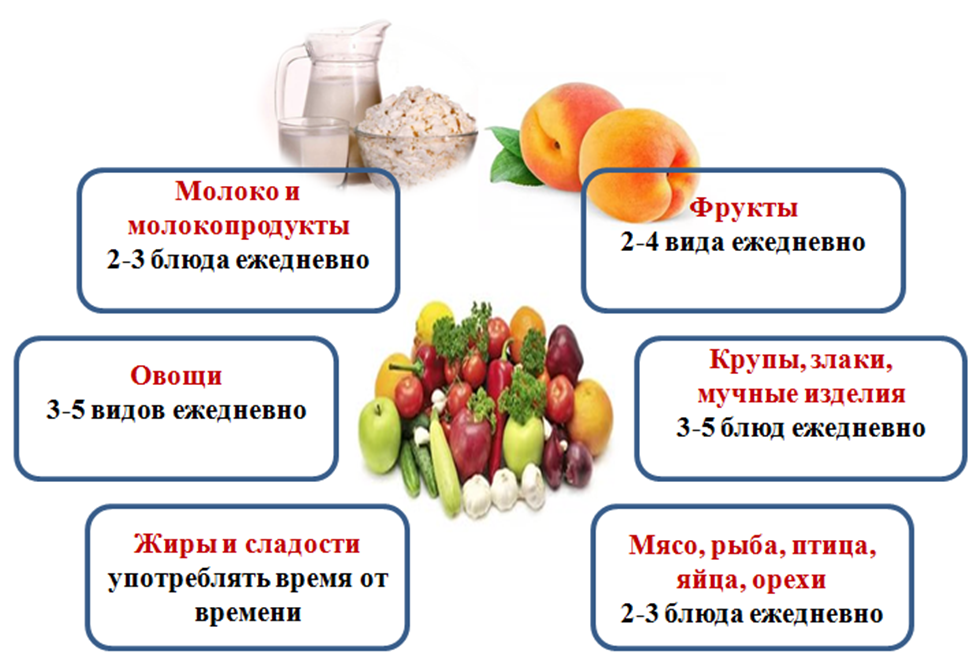 Молоко и
молокопродукты
2-3 блюда ежедневно
Фрукты
2-4 вида ежедневно
Овощи
3-5 видов ежедневно
Крупы, злаки,
мучные изделия
3-5 блюд ежедневно
Жиры и сладости
употреблять время от
времени
Мясо, рыба, птица,
яйца, орехи
2-3 блюда ежедневно